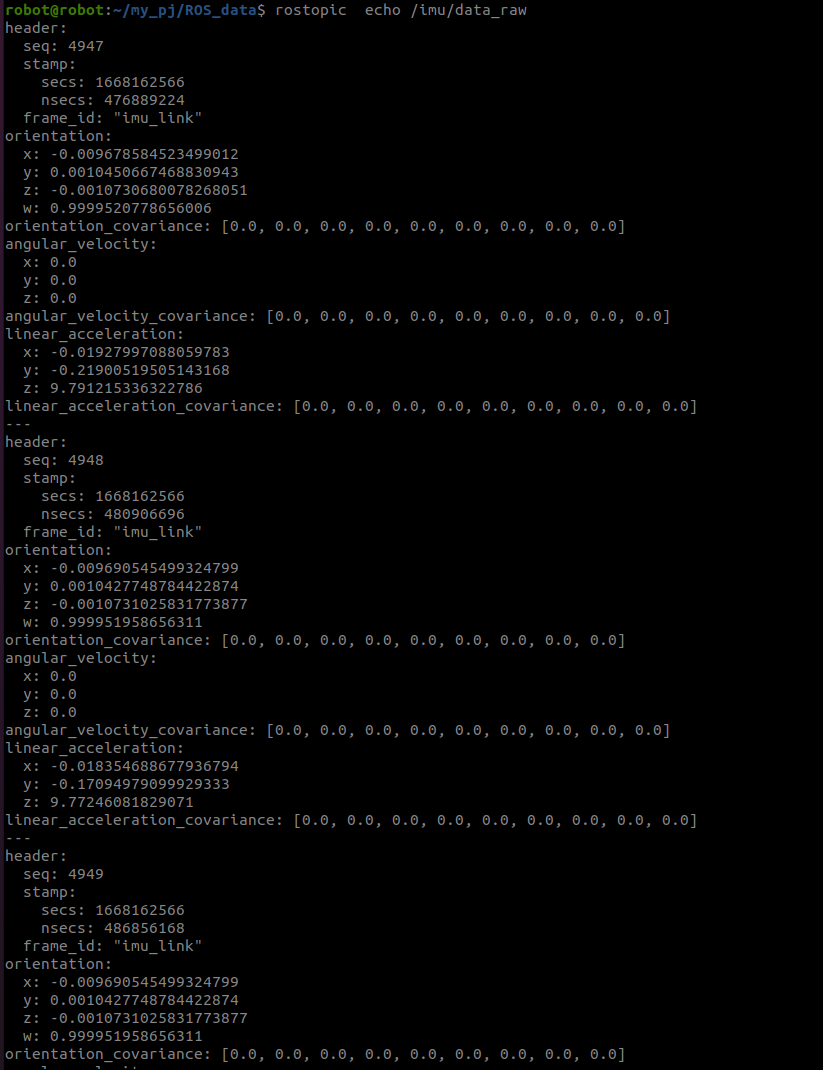 robot@robot:~/my_pj/ROS_data$ rostopic  echo /imu/data_raw
header:
  seq: 4947
  stamp:
    secs: 1668162566
    nsecs: 476889224
  frame_id: "imu_link"
orientation:
  x: -0.009678584523499012
  y: 0.0010450667468830943
  z: -0.0010730680078268051
  w: 0.9999520778656006
orientation_covariance: [0.0, 0.0, 0.0, 0.0, 0.0, 0.0, 0.0, 0.0, 0.0]
angular_velocity:
  x: 0.0
  y: 0.0
  z: 0.0
angular_velocity_covariance: [0.0, 0.0, 0.0, 0.0, 0.0, 0.0, 0.0, 0.0, 0.0]
linear_acceleration:
  x: -0.01927997088059783
  y: -0.21900519505143168
  z: 9.791215336322786
linear_acceleration_covariance: [0.0, 0.0, 0.0, 0.0, 0.0, 0.0, 0.0, 0.0, 0.0]
---
header:
  seq: 4948
  stamp:
    secs: 1668162566
    nsecs: 480906696
  frame_id: "imu_link"
orientation:
  x: -0.009690545499324799
  y: 0.0010427748784422874
  z: -0.0010731025831773877
  w: 0.999951958656311
orientation_covariance: [0.0, 0.0, 0.0, 0.0, 0.0, 0.0, 0.0, 0.0, 0.0]
angular_velocity:
  x: 0.0
  y: 0.0
  z: 0.0
angular_velocity_covariance: [0.0, 0.0, 0.0, 0.0, 0.0, 0.0, 0.0, 0.0, 0.0]
linear_acceleration:
  x: -0.018354688677936794
  y: -0.17094979099929333
  z: 9.77246081829071
linear_acceleration_covariance: [0.0, 0.0, 0.0, 0.0, 0.0, 0.0, 0.0, 0.0, 0.0]
---
header:
  seq: 4949
  stamp:
    secs: 1668162566
    nsecs: 486856168
  frame_id: "imu_link"
orientation:
  x: -0.009690545499324799
  y: 0.0010427748784422874
  z: -0.0010731025831773877
  w: 0.999951958656311
orientation_covariance: [0.0, 0.0, 0.0, 0.0, 0.0, 0.0, 0.0, 0.0, 0.0]